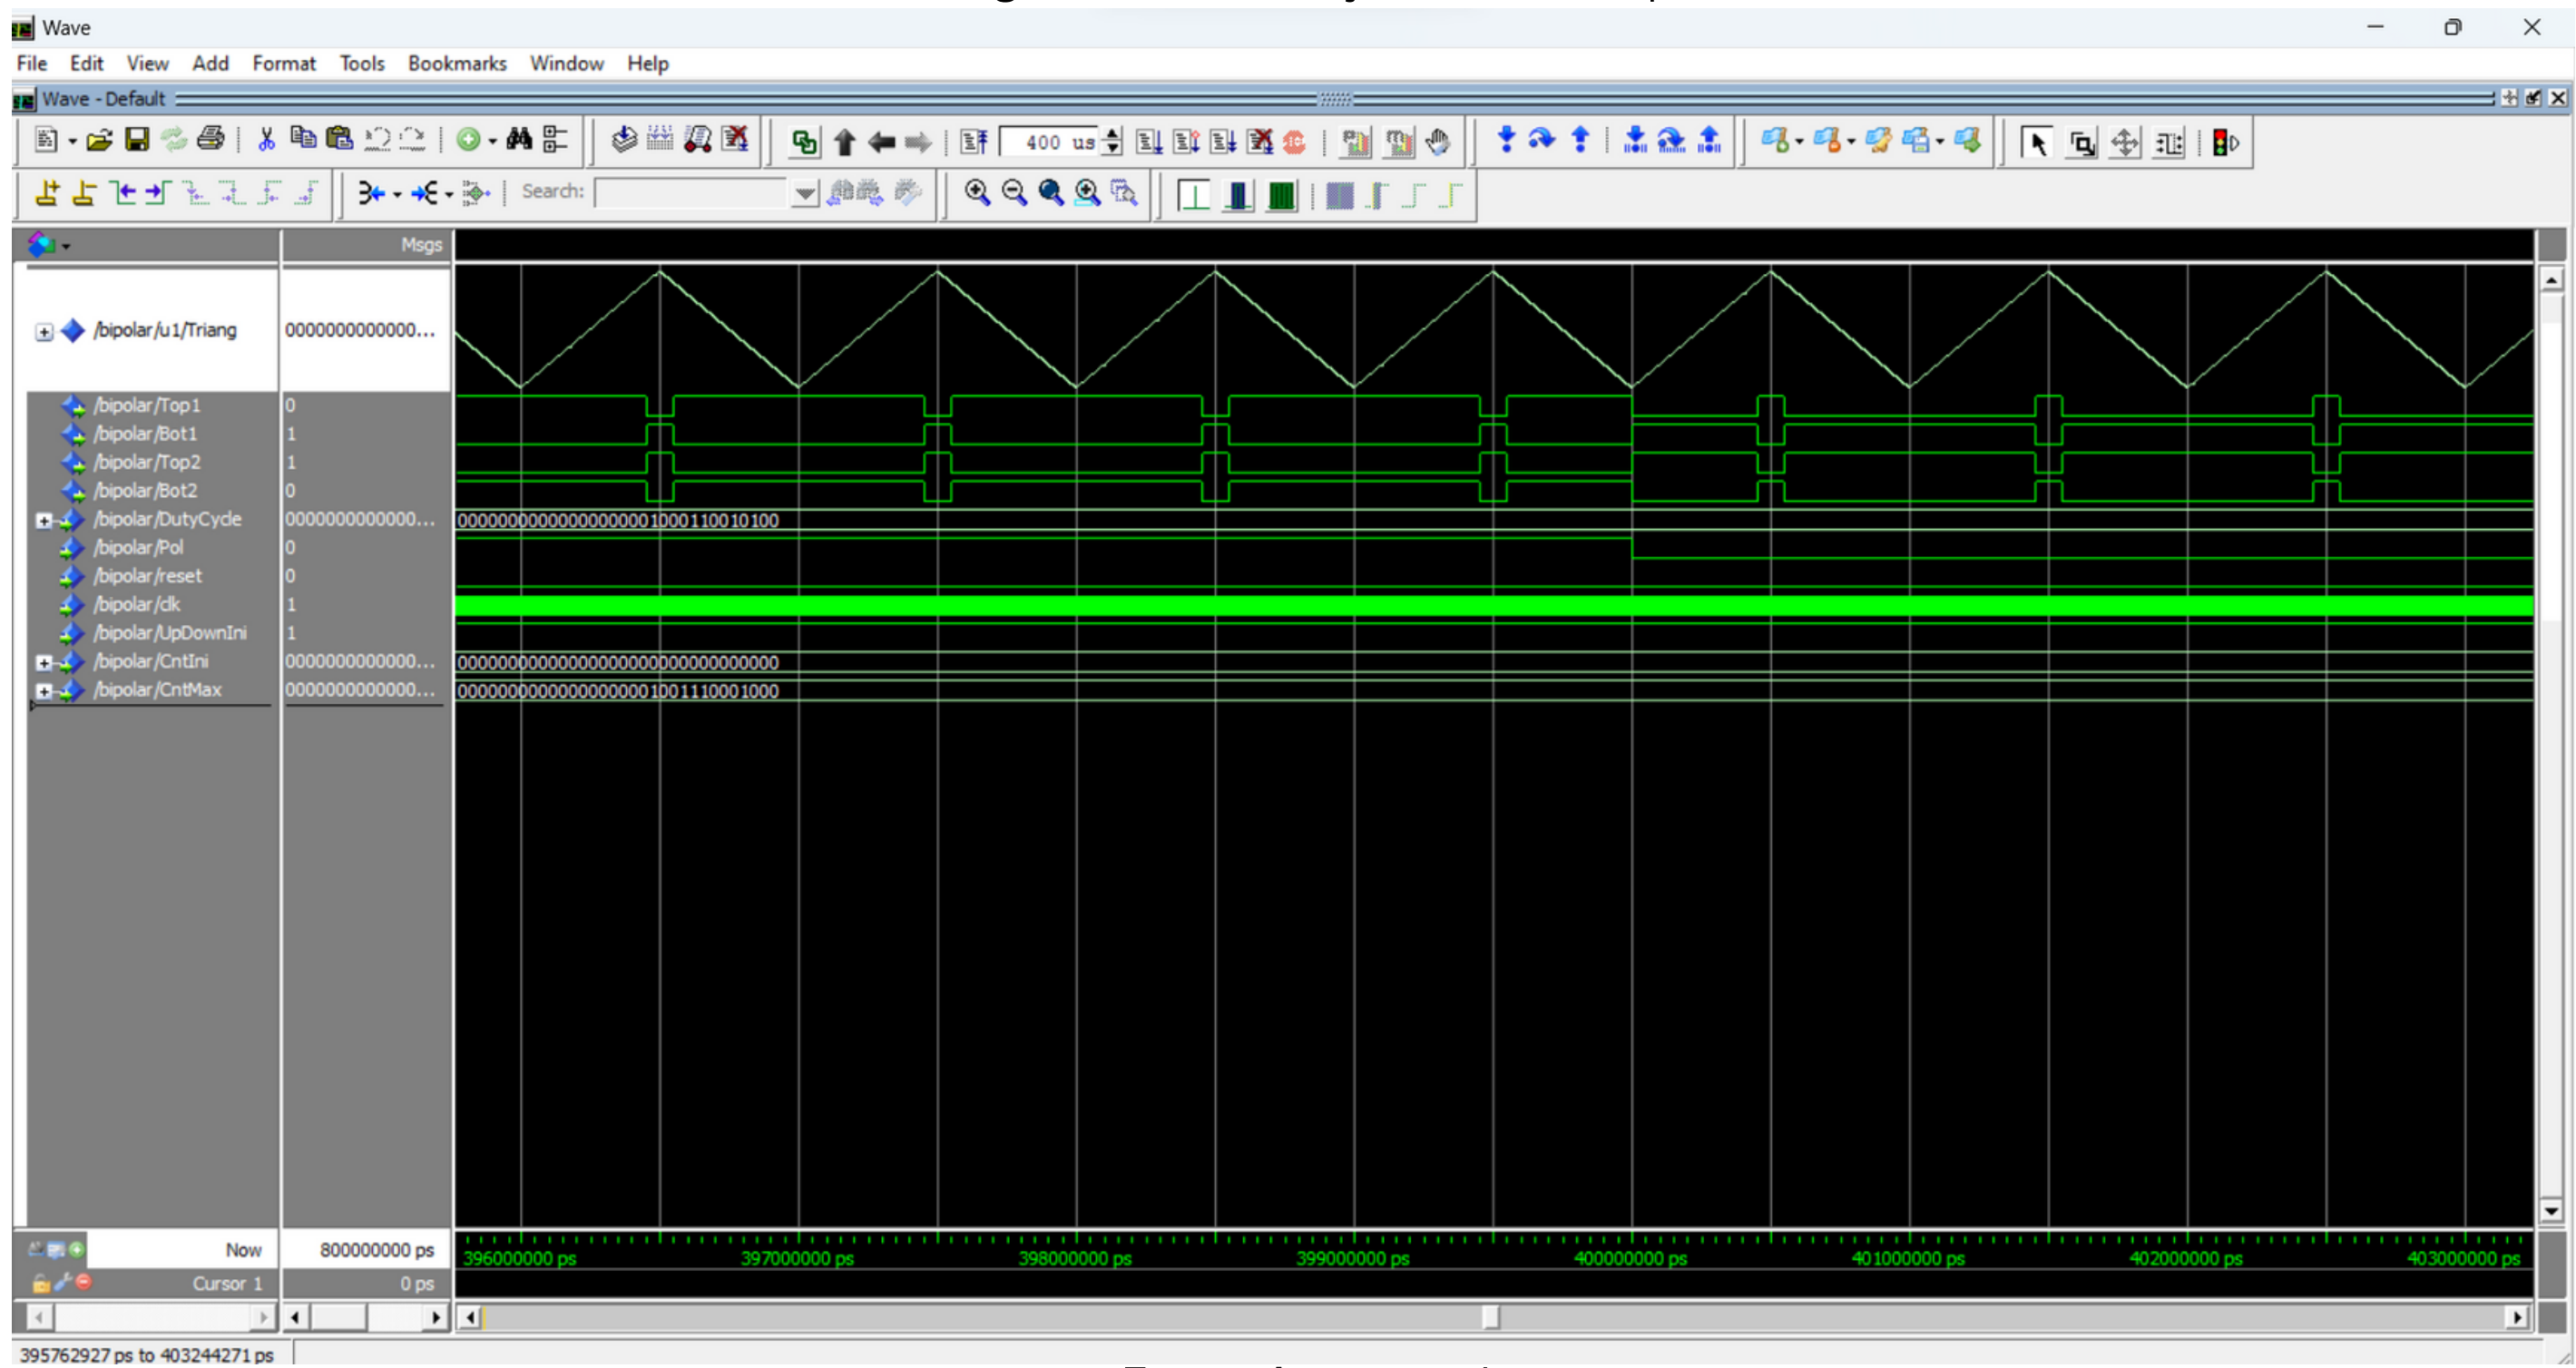 Wave
File Edit View Add Format Tools Bookmarks Window Help
Wave - Default
400 us
Search:
Msgs
/bipolar/u1/Triang 0000000000000...
/bipolar/Top1 0
/bipolar/Bot1 1
/bipolar/Top2 1
/bipolar/Bot2 0
/bipolar/DutyCycle 0000000000000... 00000000000000000001000110010100
/bipolar/Pol 0
/bipolar/reset 0
/bipolar/clk 1
/bipolar/UpDownIni 1
/bipolar/CntIni 0000000000000... 00000000000000000000000000000000
/bipolar/CntMax 0000000000000... 00000000000000000001001110001000
Now 800000000 ps 396000000 ps 397000000 ps 398000000 ps 399000000 ps 400000000 ps 401000000 ps 402000000 ps 403000000 ps
Cursor 1 0 ps
395762927 ps to 403244271 ps